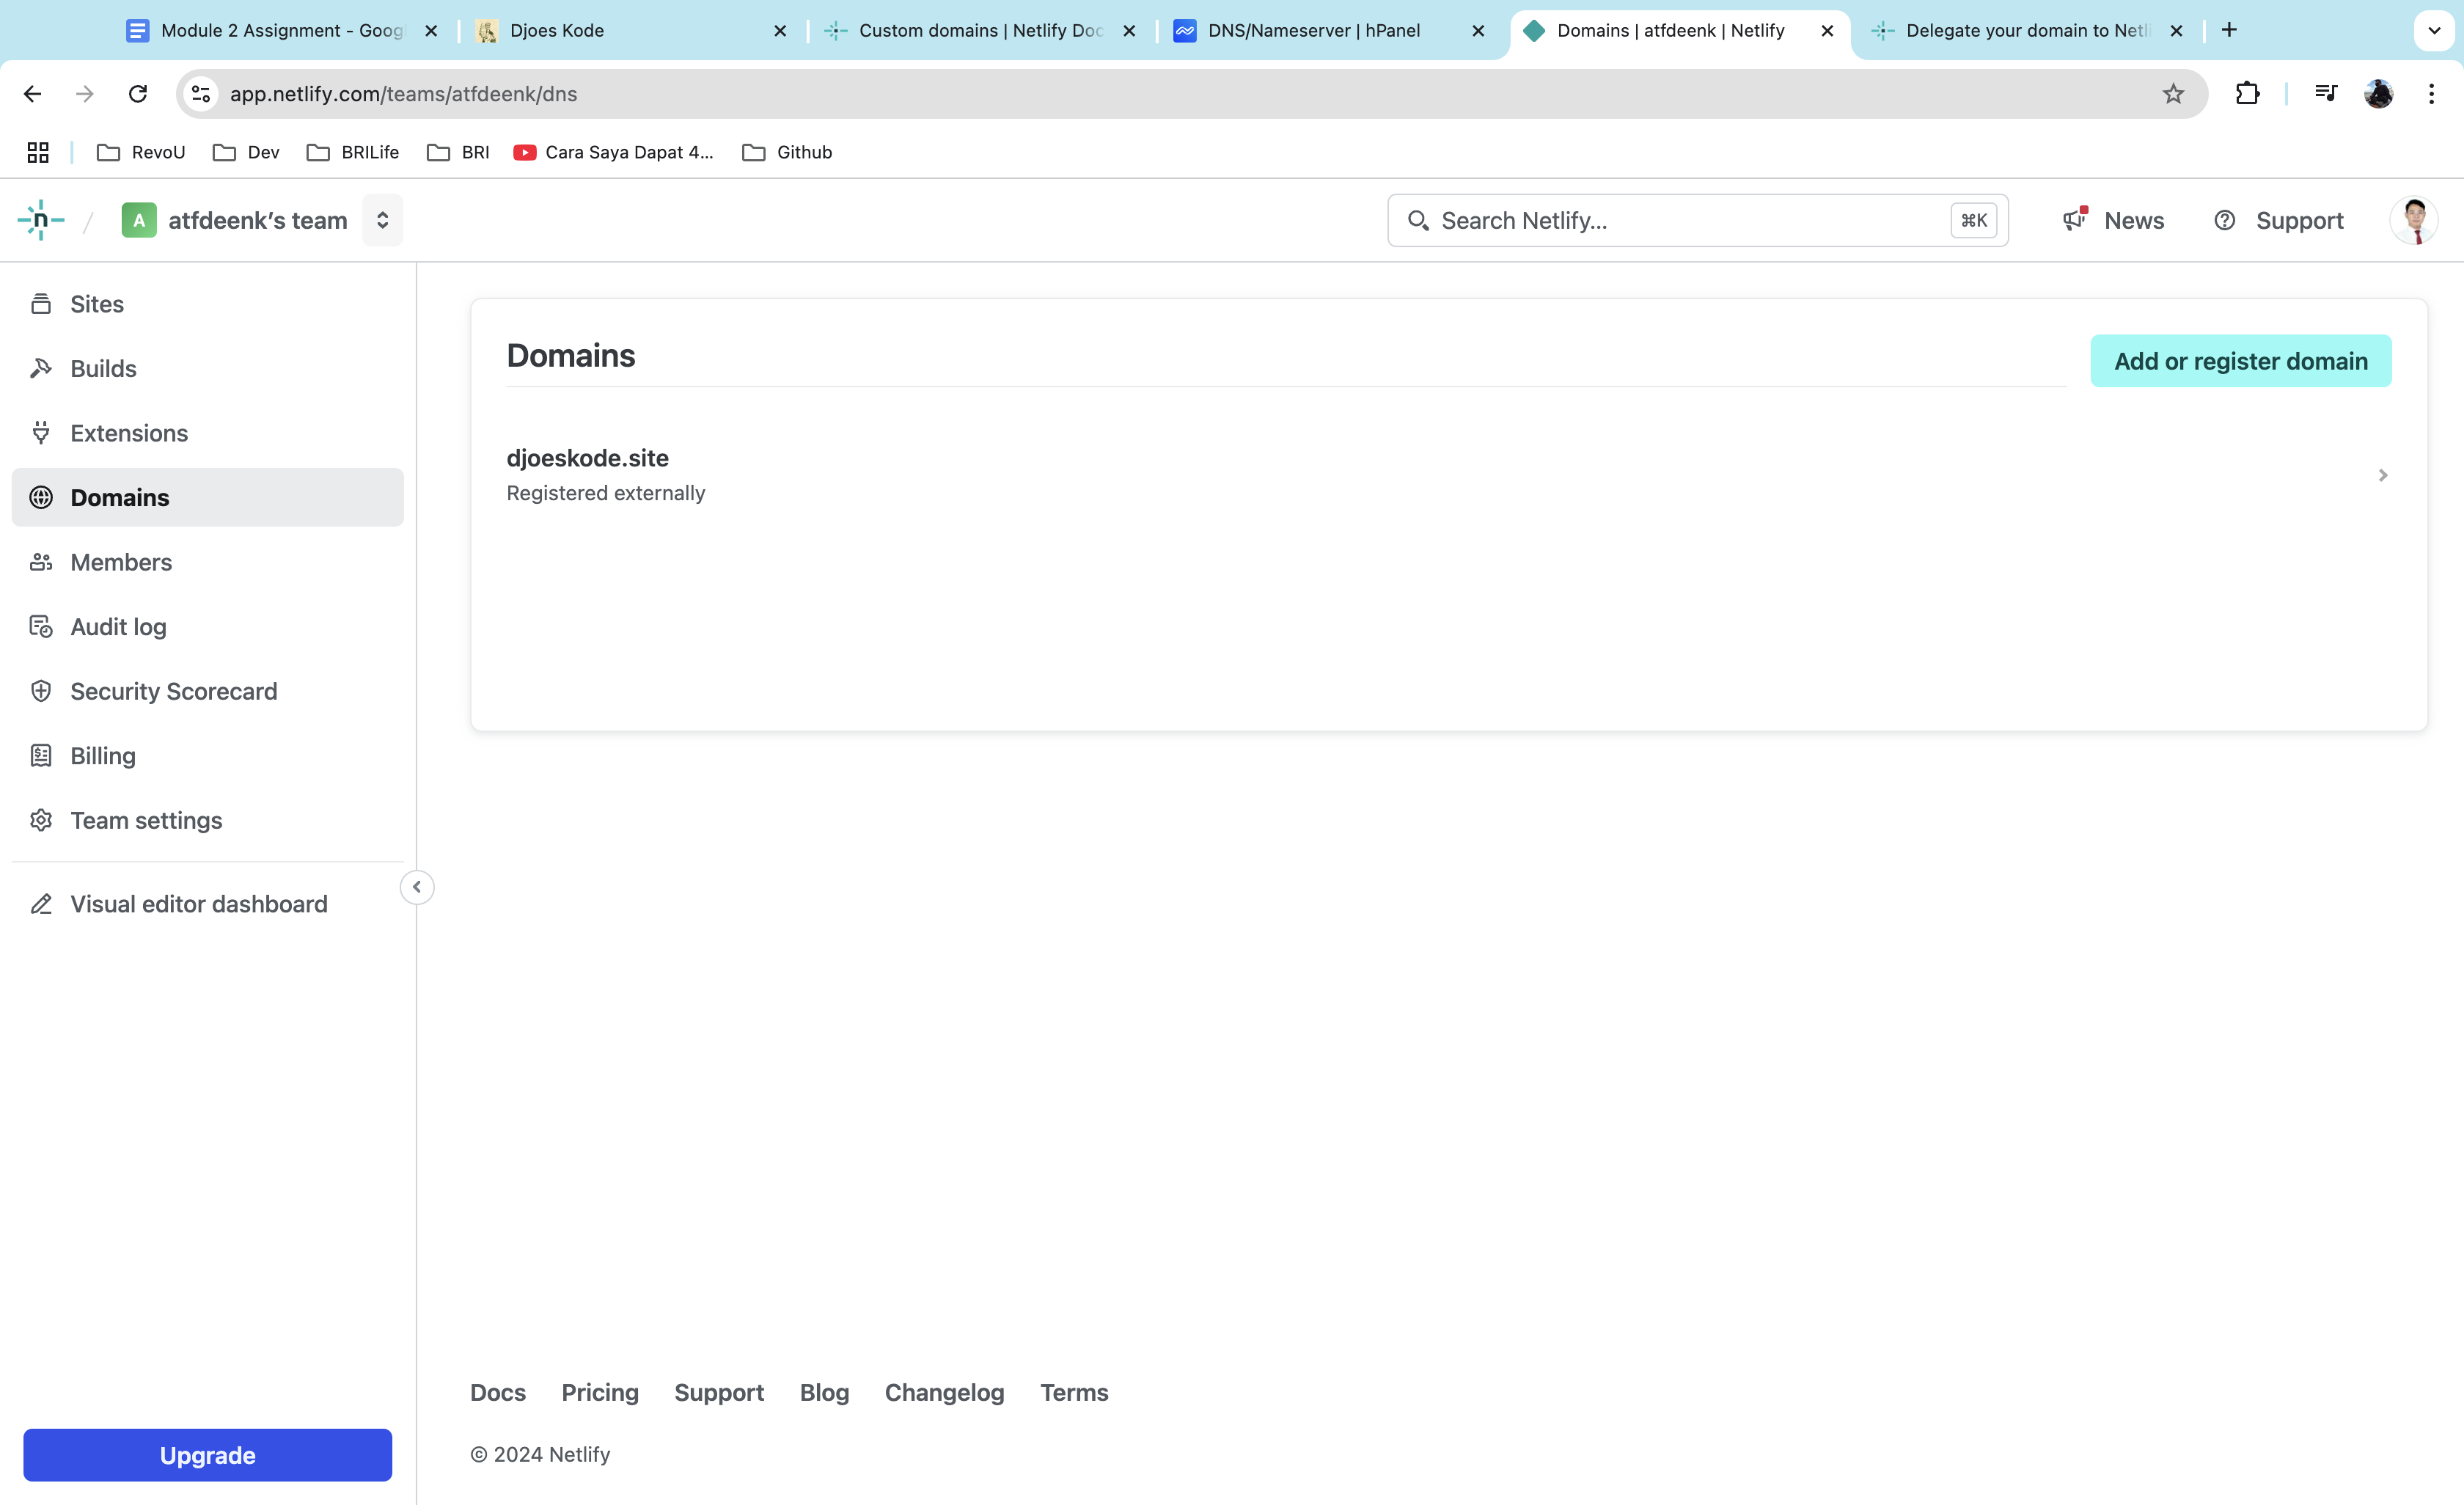 Module 2 Assignment - Goog
Djoes Kode
Custom domains | Netlify Doc
DNS/Nameserver | hPanel
Domains | atfdeenk | Netlify
Delegate your domain to Netli
app.netlify.com/teams/atfdeenk/dns
RevoU
Dev
BRILife
BRI
Cara Saya Dapat 4...
Github
n
/
A
atfdeenk’s team
Search Netlify...
⌘K
News
Support
Sites
Builds
Extensions
Domains
Members
Audit log
Security Scorecard
Billing
Team settings
Visual editor dashboard
Upgrade
Domains
Add or register domain
djoeskode.site
Registered externally
Docs
Pricing
Support
Blog
Changelog
Terms
© 2024 Netlify